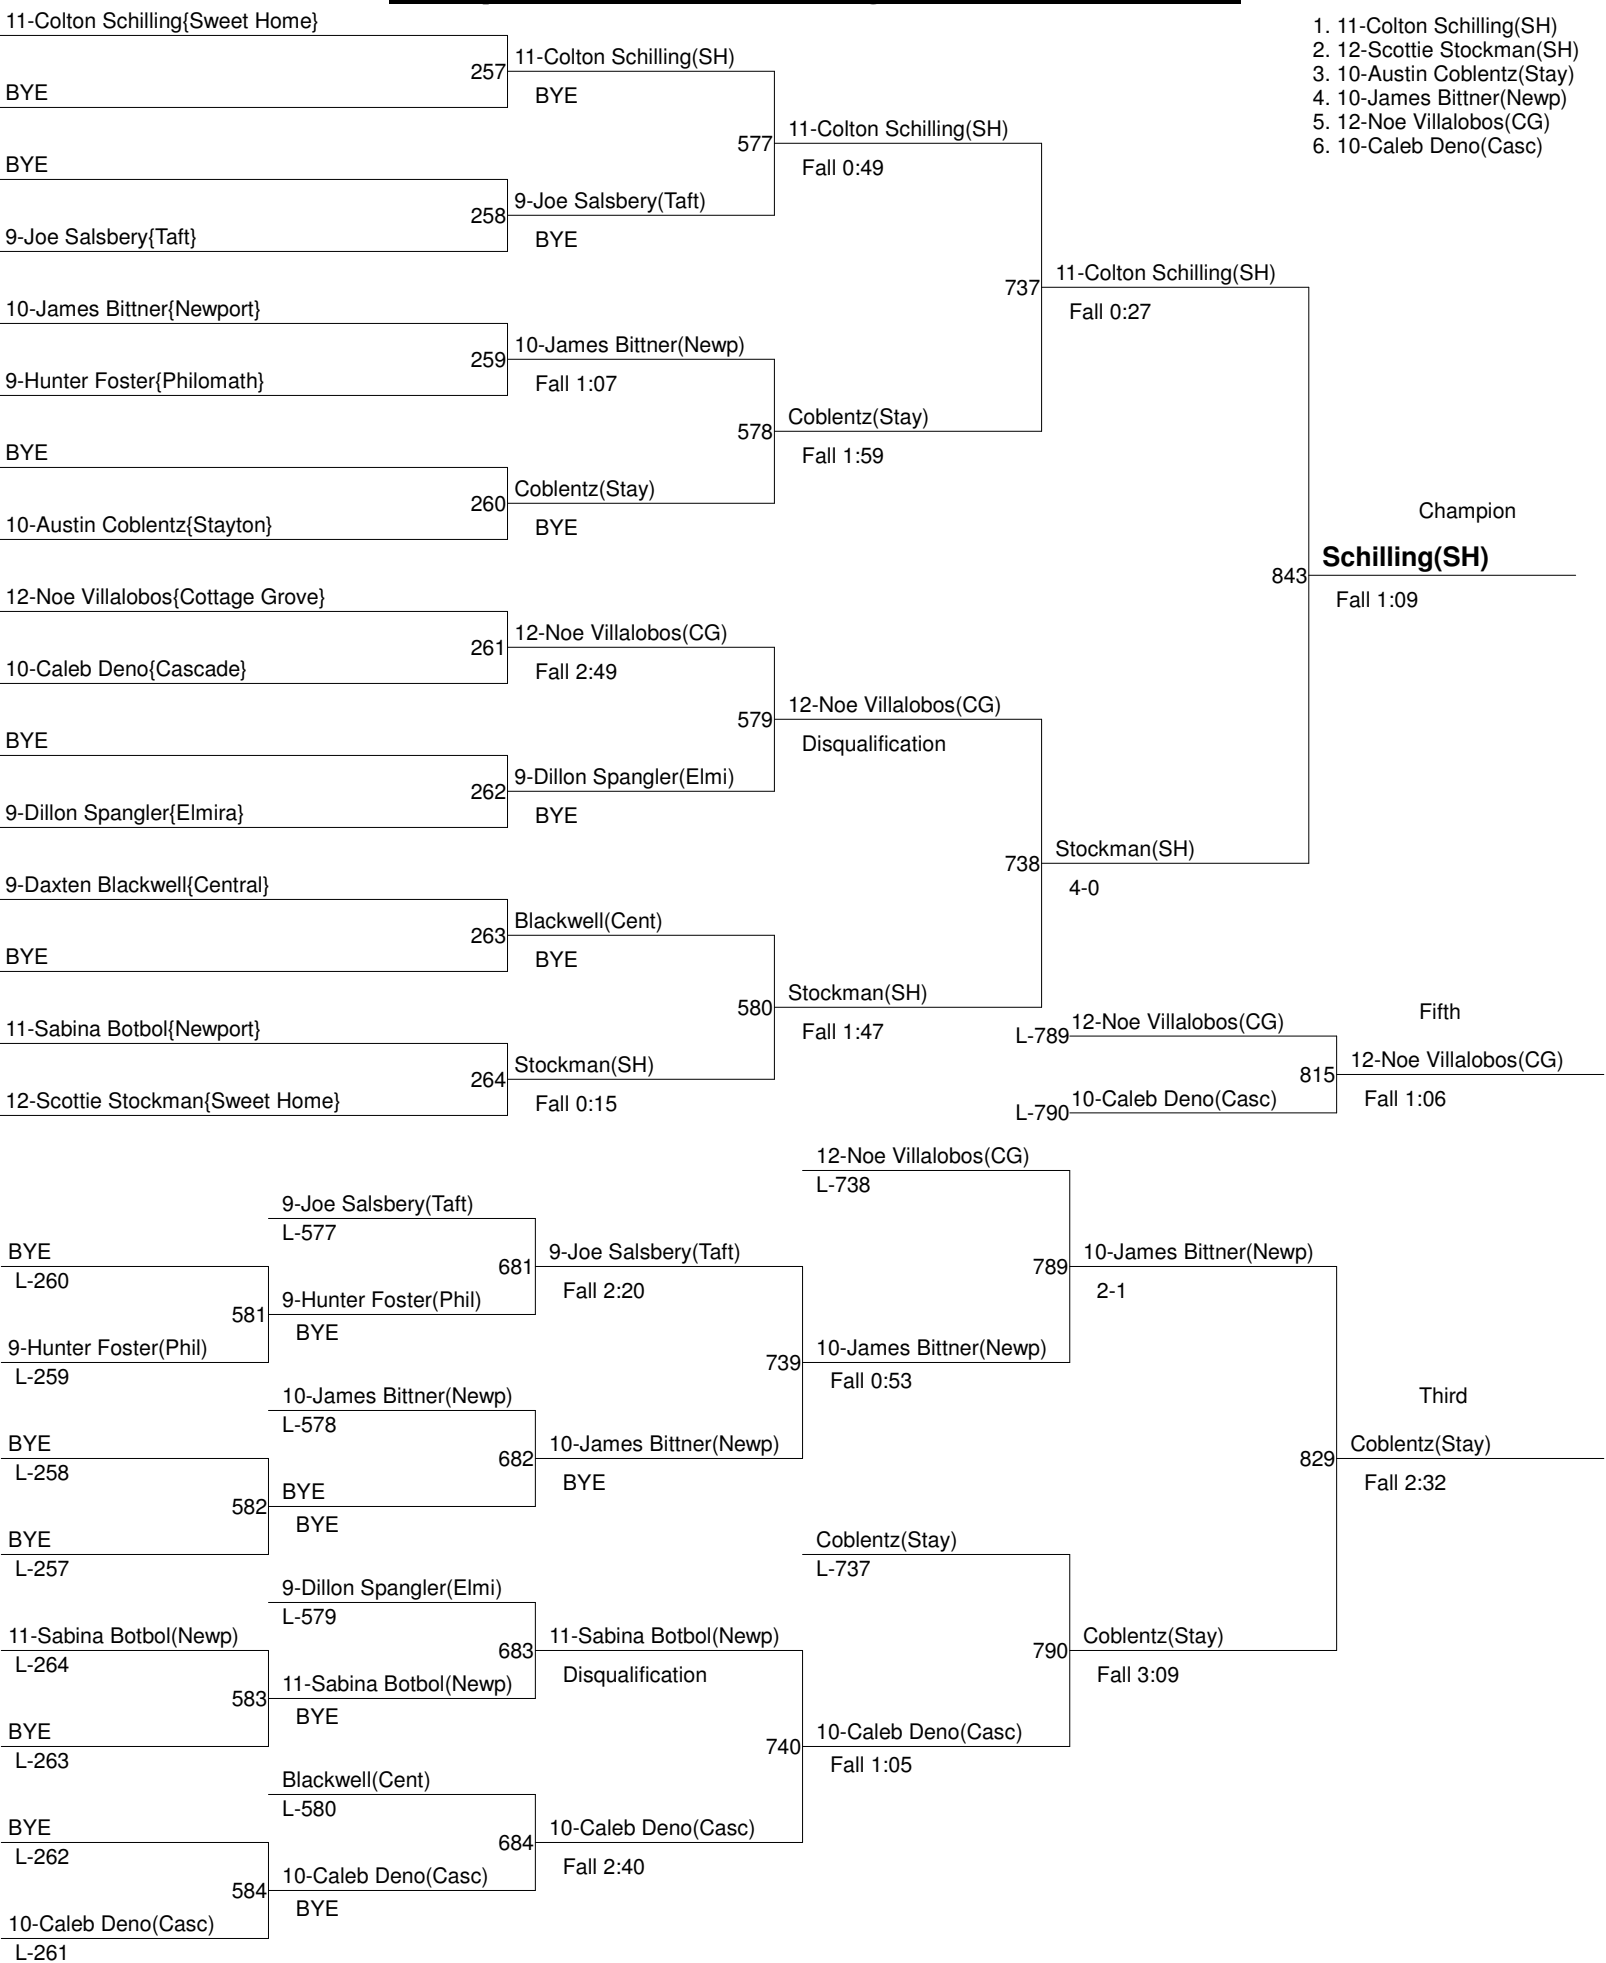 11-Colton Schilling{Sweet Home}
BYE
BYE
9-Joe Salsbery{Taft}
10-James Bittner{Newport}
9-Hunter Foster{Philomath}
BYE
10-Austin Coblentz{Stayton}
12-Noe Villalobos{Cottage Grove}
10-Caleb Deno{Cascade}
BYE
9-Dillon Spangler{Elmira}
9-Daxten Blackwell{Central}
BYE
11-Sabina Botbol{Newport}
12-Scottie Stockman{Sweet Home}
257
11-Colton Schilling(SH)
BYE
258
9-Joe Salsbery(Taft)
BYE
259
10-James Bittner(Newp)
Fall 1:07
260
Coblentz(Stay)
BYE
261
12-Noe Villalobos(CG)
Fall 2:49
262
9-Dillon Spangler(Elmi)
BYE
263
Blackwell(Cent)
BYE
264
Stockman(SH)
Fall 0:15
577
11-Colton Schilling(SH)
Fall 0:49
578
Coblentz(Stay)
Fall 1:59
579
12-Noe Villalobos(CG)
Disqualification
580
Stockman(SH)
Fall 1:47
737
11-Colton Schilling(SH)
Fall 0:27
738
Stockman(SH)
4-0
1. 11-Colton Schilling(SH)
2. 12-Scottie Stockman(SH)
3. 10-Austin Coblentz(Stay)
4. 10-James Bittner(Newp)
5. 12-Noe Villalobos(CG)
6. 10-Caleb Deno(Casc)
Champion
843
Schilling(SH)
Fall 1:09
L-789
12-Noe Villalobos(CG)
L-790
10-Caleb Deno(Casc)
Fifth
815
12-Noe Villalobos(CG)
Fall 1:06
BYE
L-260
9-Hunter Foster(Phil)
L-259
BYE
L-258
BYE
L-257
11-Sabina Botbol(Newp)
L-264
BYE
L-263
BYE
L-262
10-Caleb Deno(Casc)
L-261
9-Joe Salsbery(Taft)
L-577
581
9-Hunter Foster(Phil)
BYE
10-James Bittner(Newp)
L-578
582
BYE
BYE
9-Dillon Spangler(Elmi)
L-579
583
11-Sabina Botbol(Newp)
BYE
Blackwell(Cent)
L-580
584
10-Caleb Deno(Casc)
BYE
681
9-Joe Salsbery(Taft)
Fall 2:20
682
10-James Bittner(Newp)
BYE
683
11-Sabina Botbol(Newp)
Disqualification
684
10-Caleb Deno(Casc)
Fall 2:40
12-Noe Villalobos(CG)
L-738
739
10-James Bittner(Newp)
Fall 0:53
Coblentz(Stay)
L-737
740
10-Caleb Deno(Casc)
Fall 1:05
789
10-James Bittner(Newp)
2-1
790
Coblentz(Stay)
Fall 3:09
Third
829
Coblentz(Stay)
Fall 2:32